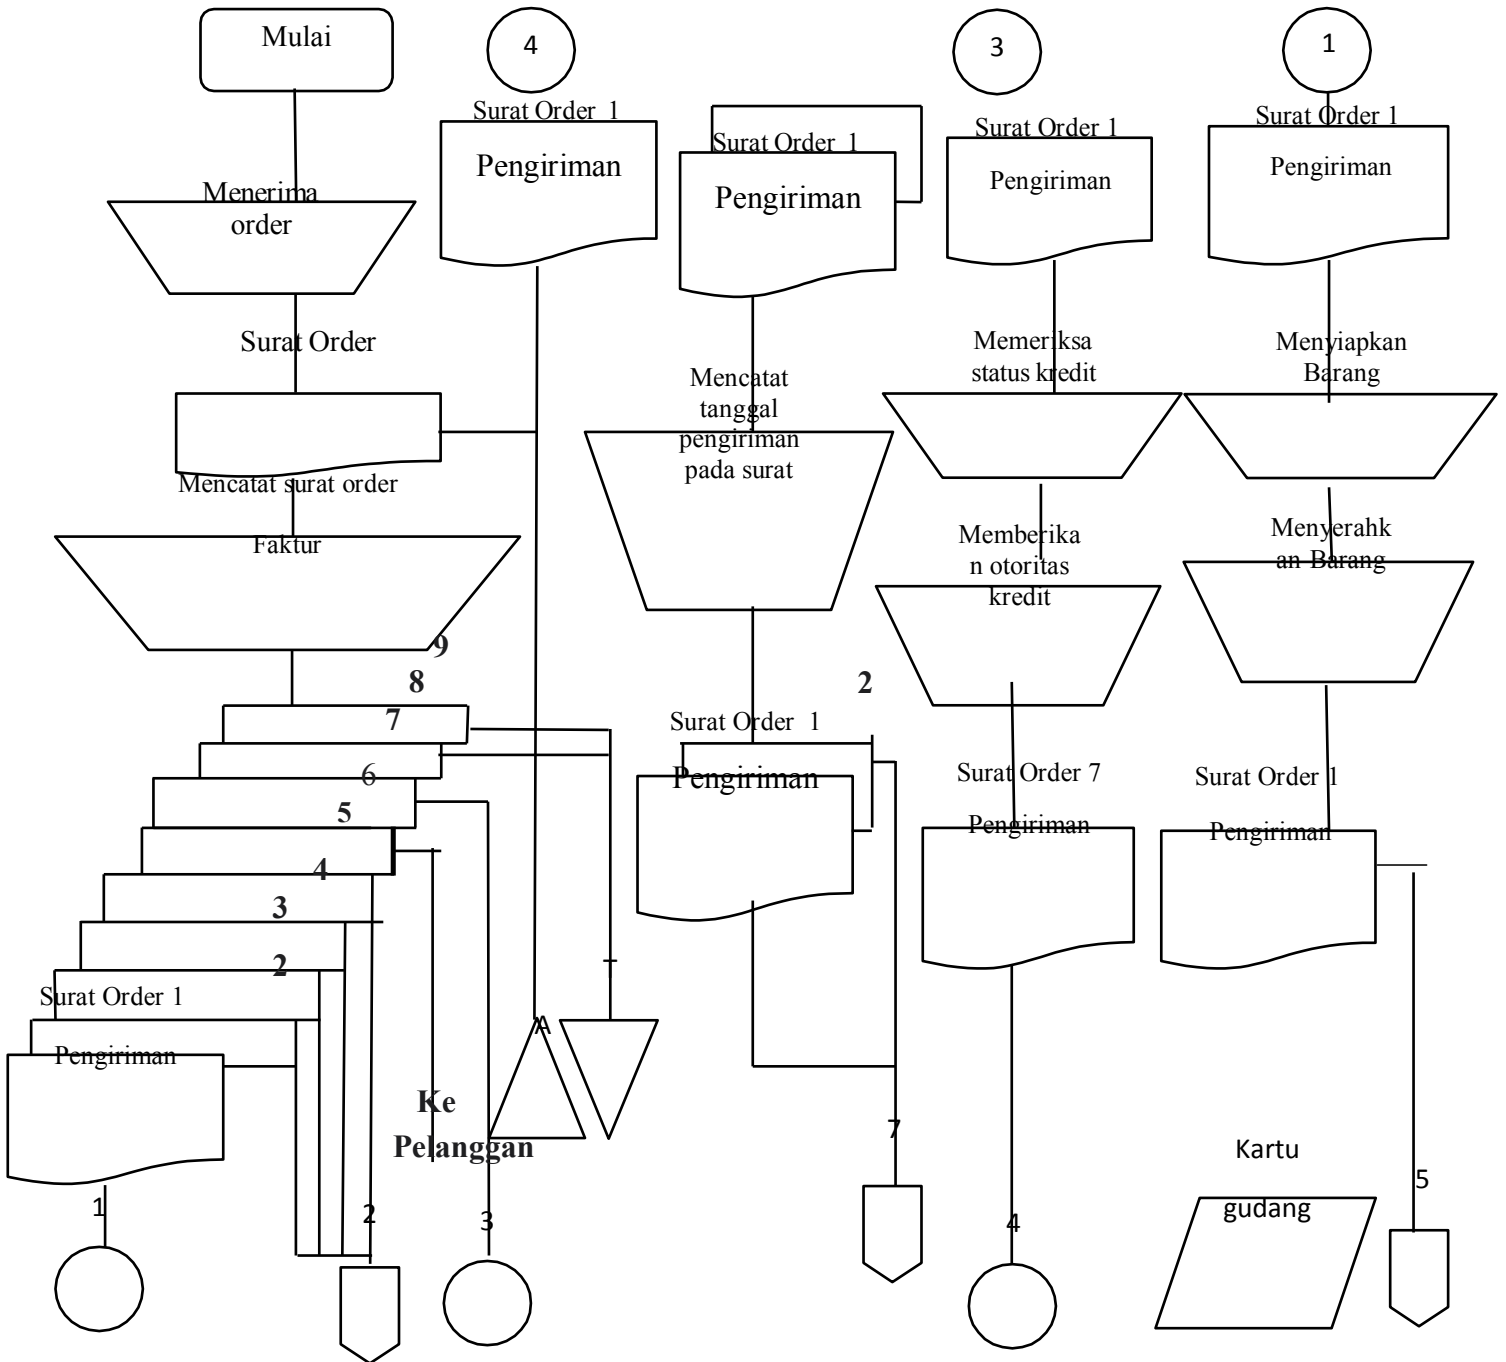 Mulai
Menerima
order
Surat Order
Mencatat surat order
Faktur
9
8
7
6
5
4
3
2
Surat Order 1
Pengiriman
1
2
3
Ke
Pelanggan
4
Surat Order 1
Pengiriman
A
T
Surat Order 1
Pengiriman
Mencatat
tanggal
pengiriman
pada surat
2
Surat Order 1
Pengiriman
7
3
Surat Order 1
Pengiriman
Memeriksa
status kredit
Memberika
n otoritas
kredit
Surat Order 7
Pengiriman
4
1
Surat Order 1
Pengiriman
Menyiapkan
Barang
Menyerahk
an Barang
Surat Order 1
Pengiriman
Kartu
gudang
5